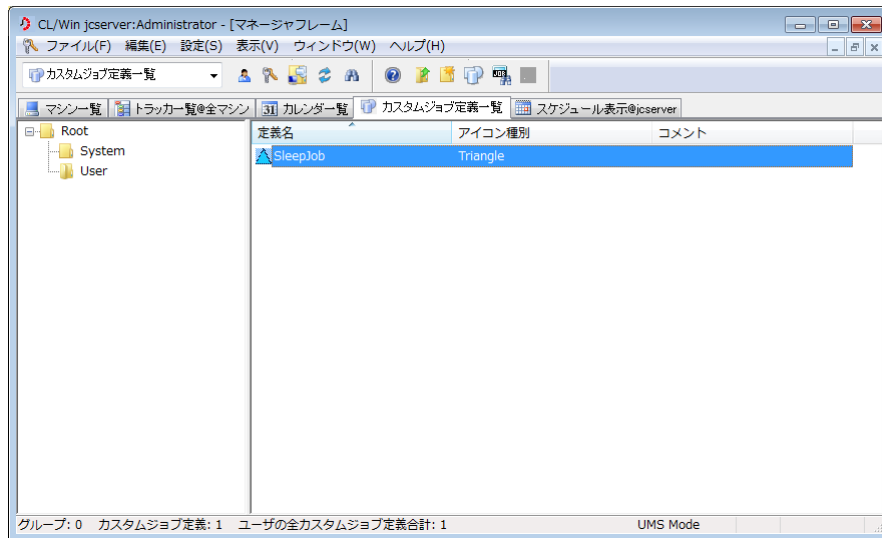 CL/Win jcserver:Administrator - [マネージャフレーム]
ファイル(F) 編集(E) 設定(S) 表示(V) ウィンドウ(W) ヘルプ(H)
カスタムジョブ定義一覧
マシン一覧 トラッカ一覧@全マシン 31 カレンダ一覧 カスタムジョブ定義一覧 スケジュール表示@jcserver
Root 定義名 アイコン種別 コメント
System SleepJob Triangle
User
グループ: 0 カスタムジョブ定義: 1 ユーザの全カスタムジョブ定義合計: 1 UMS Mode